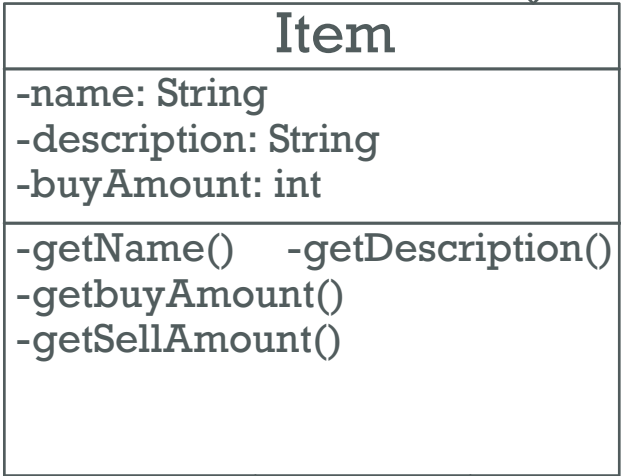 Item
-name: String
-description: String
-buyAmount: int
-getName() -getDescription()
-getbuyAmount()
-getSellAmount()